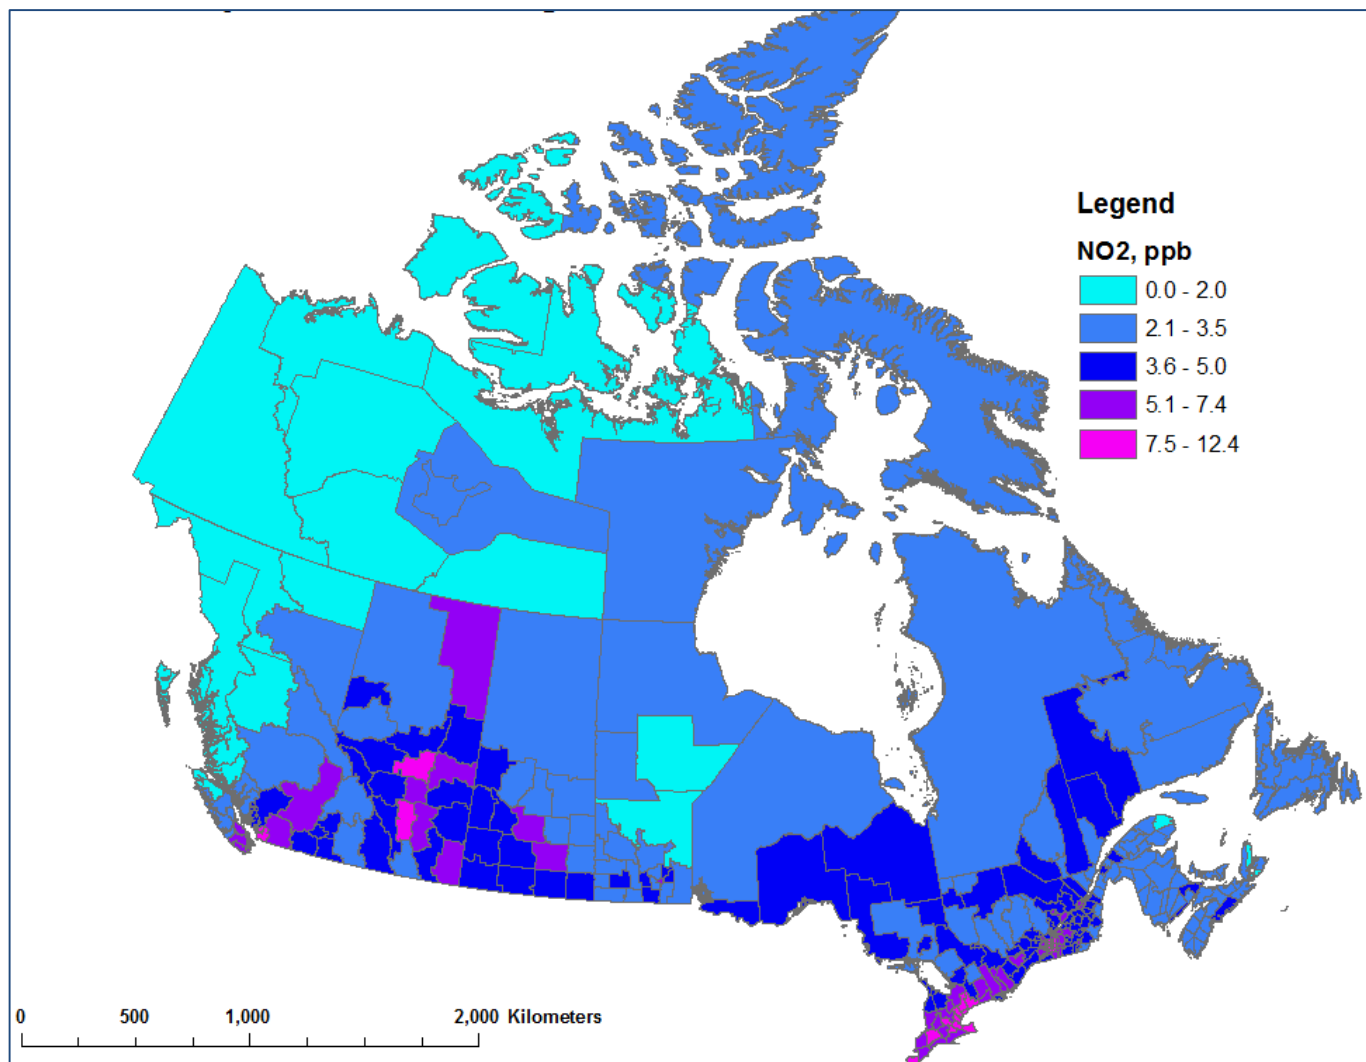 Legend
NO2, ppb
0.0 - 2.0
2.1 - 3.5
3.6 - 5.0
5.1 - 7.4
7.5 - 12.4
0 500 1,000 2,000 Kilometers